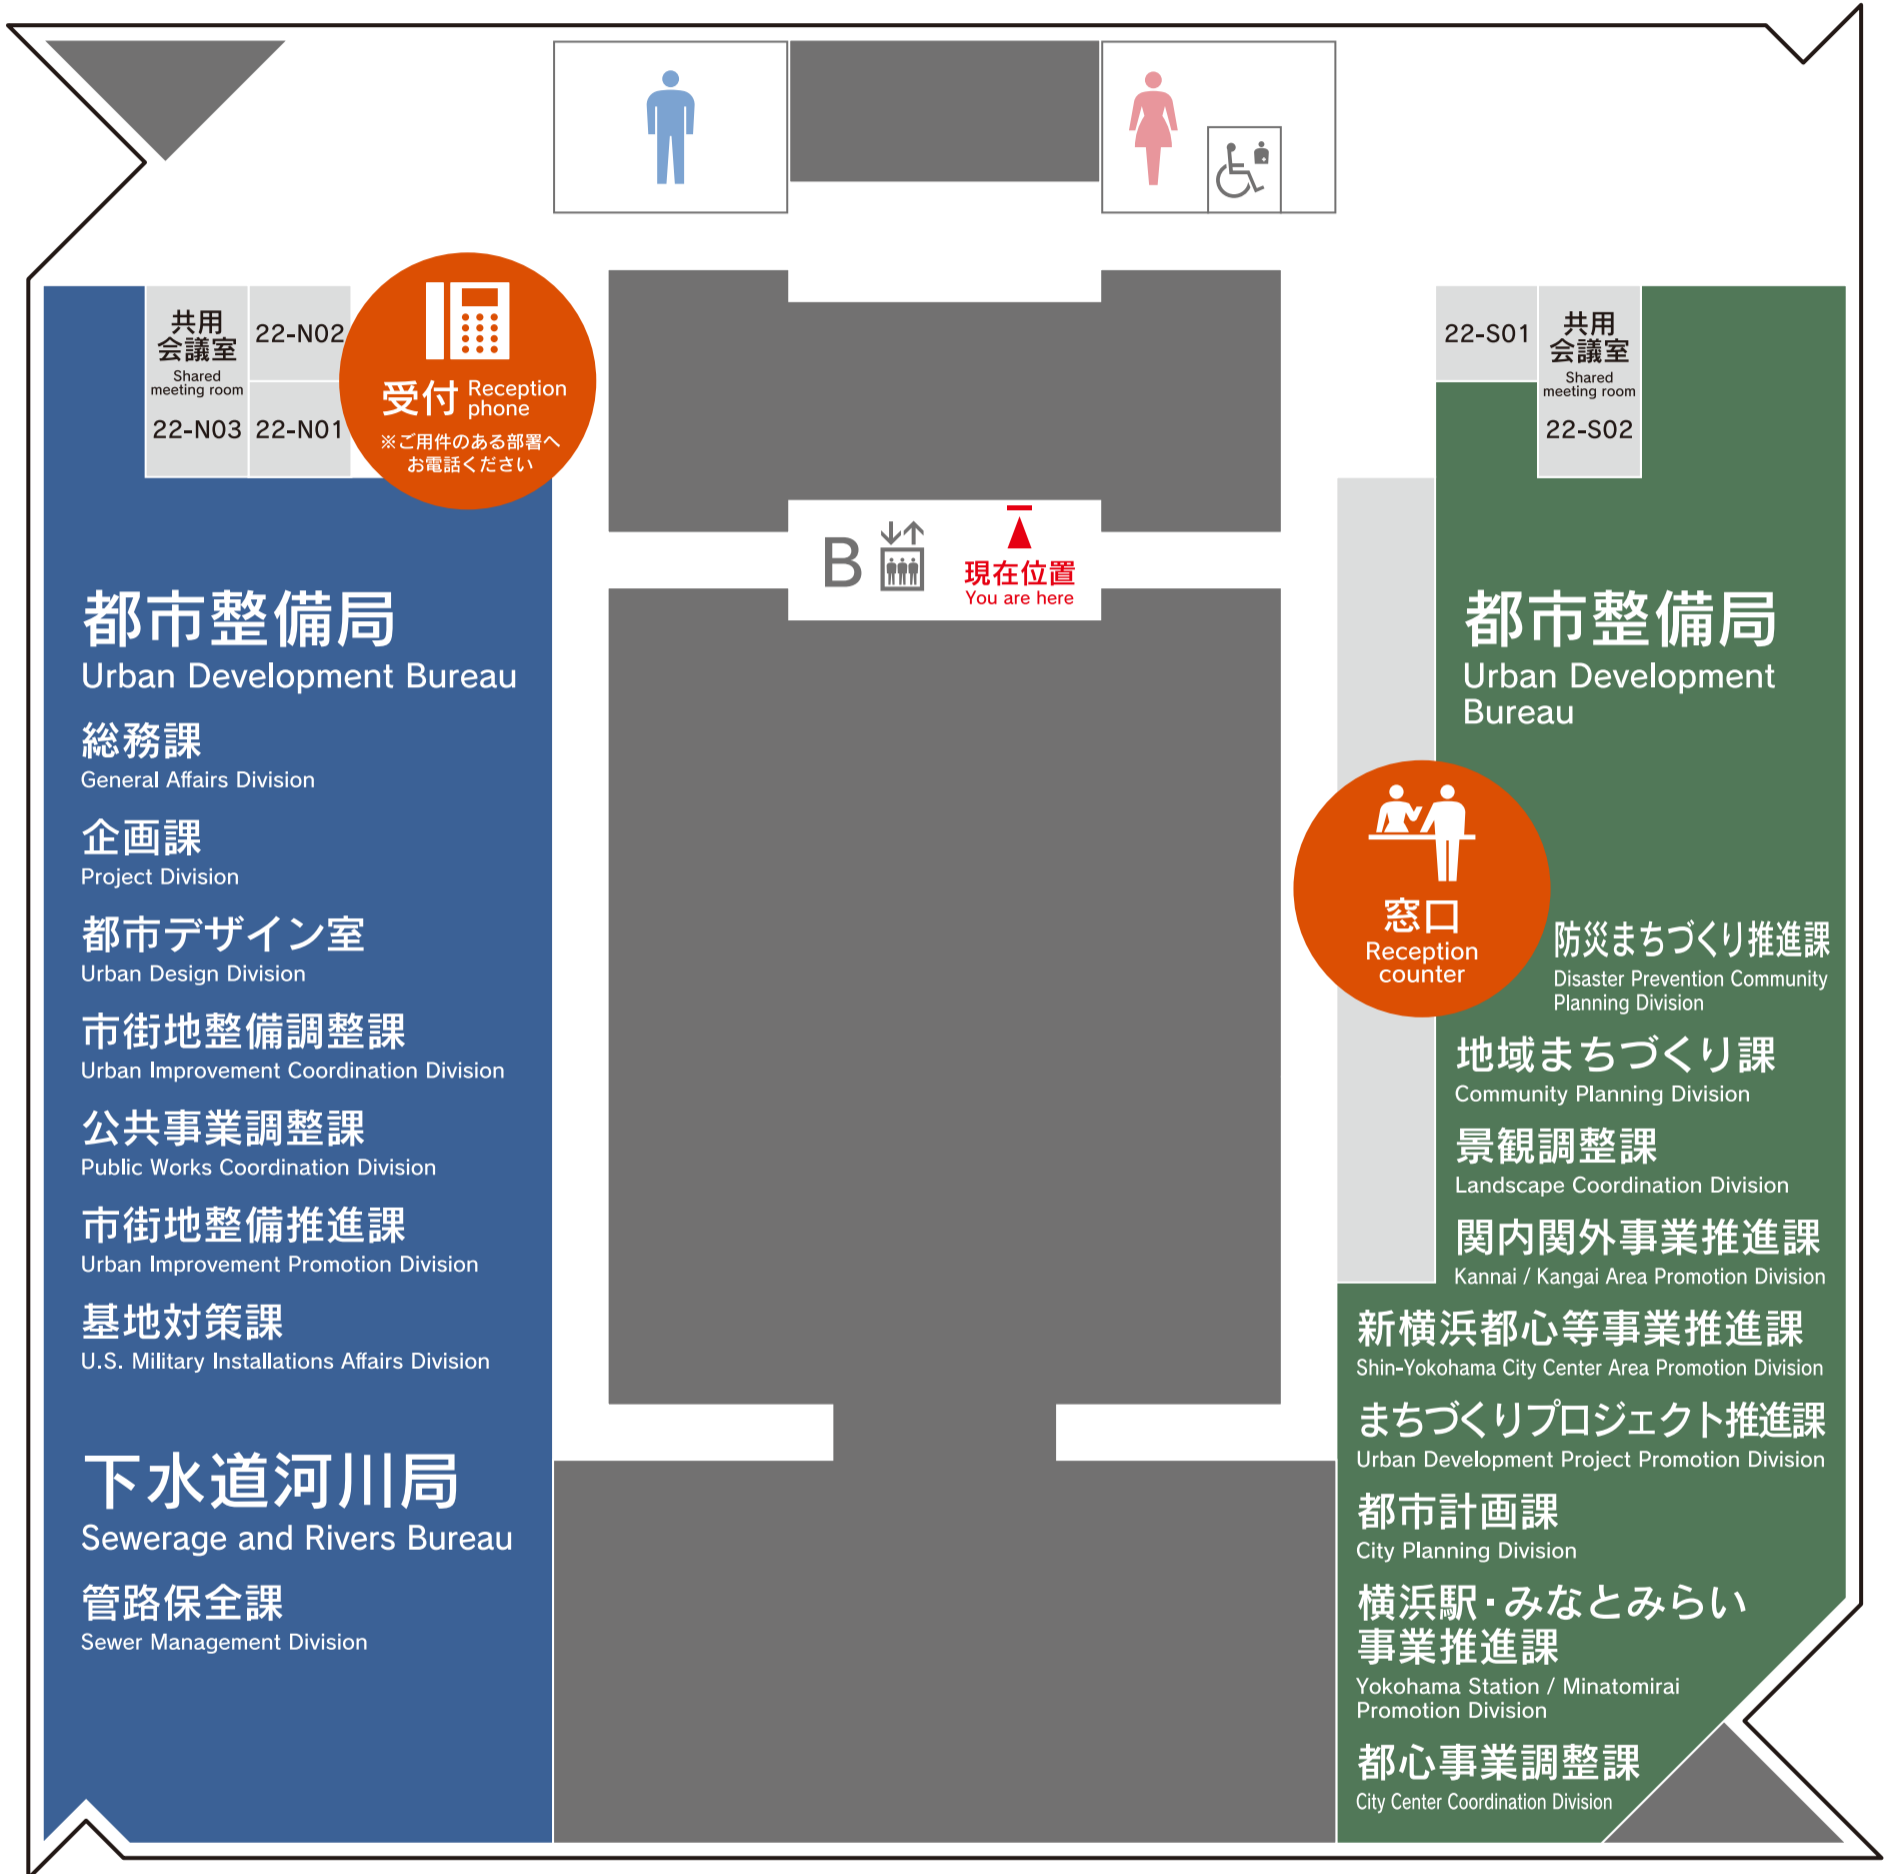 共用
会議室
Shared
meeting room
22-N03
22-N02
22-N01
受付
Reception
phone
※ご用件のある部署へ
お電話ください
22-S01
共用
会議室
Shared
meeting room
22-S02
B
現在位置
You are here
都市整備局
Urban Development Bureau
総務課
General Affairs Division
企画課
Project Division
都市デザイン室
Urban Design Division
市街地整備調整課
Urban Improvement Coordination Division
公共事業調整課
Public Works Coordination Division
市街地整備推進課
Urban Improvement Promotion Division
基地対策課
U.S. Military Installations Affairs Division
下水道河川局
Sewerage and Rivers Bureau
管路保全課
Sewer Management Division
都市整備局
Urban Development
Bureau
窓口
Reception
counter
防災まちづくり推進課
Disaster Prevention Community
Planning Division
地域まちづくり課
Community Planning Division
景観調整課
Landscape Coordination Division
関内関外事業推進課
Kannai / Kangai Area Promotion Division
新横浜都心等事業推進課
Shin-Yokohama City Center Area Promotion Division
まちづくりプロジェクト推進課
Urban Development Project Promotion Division
都市計画課
City Planning Division
横浜駅・みなとみらい
事業推進課
Yokohama Station / Minatomirai
Promotion Division
都心事業調整課
City Center Coordination Division